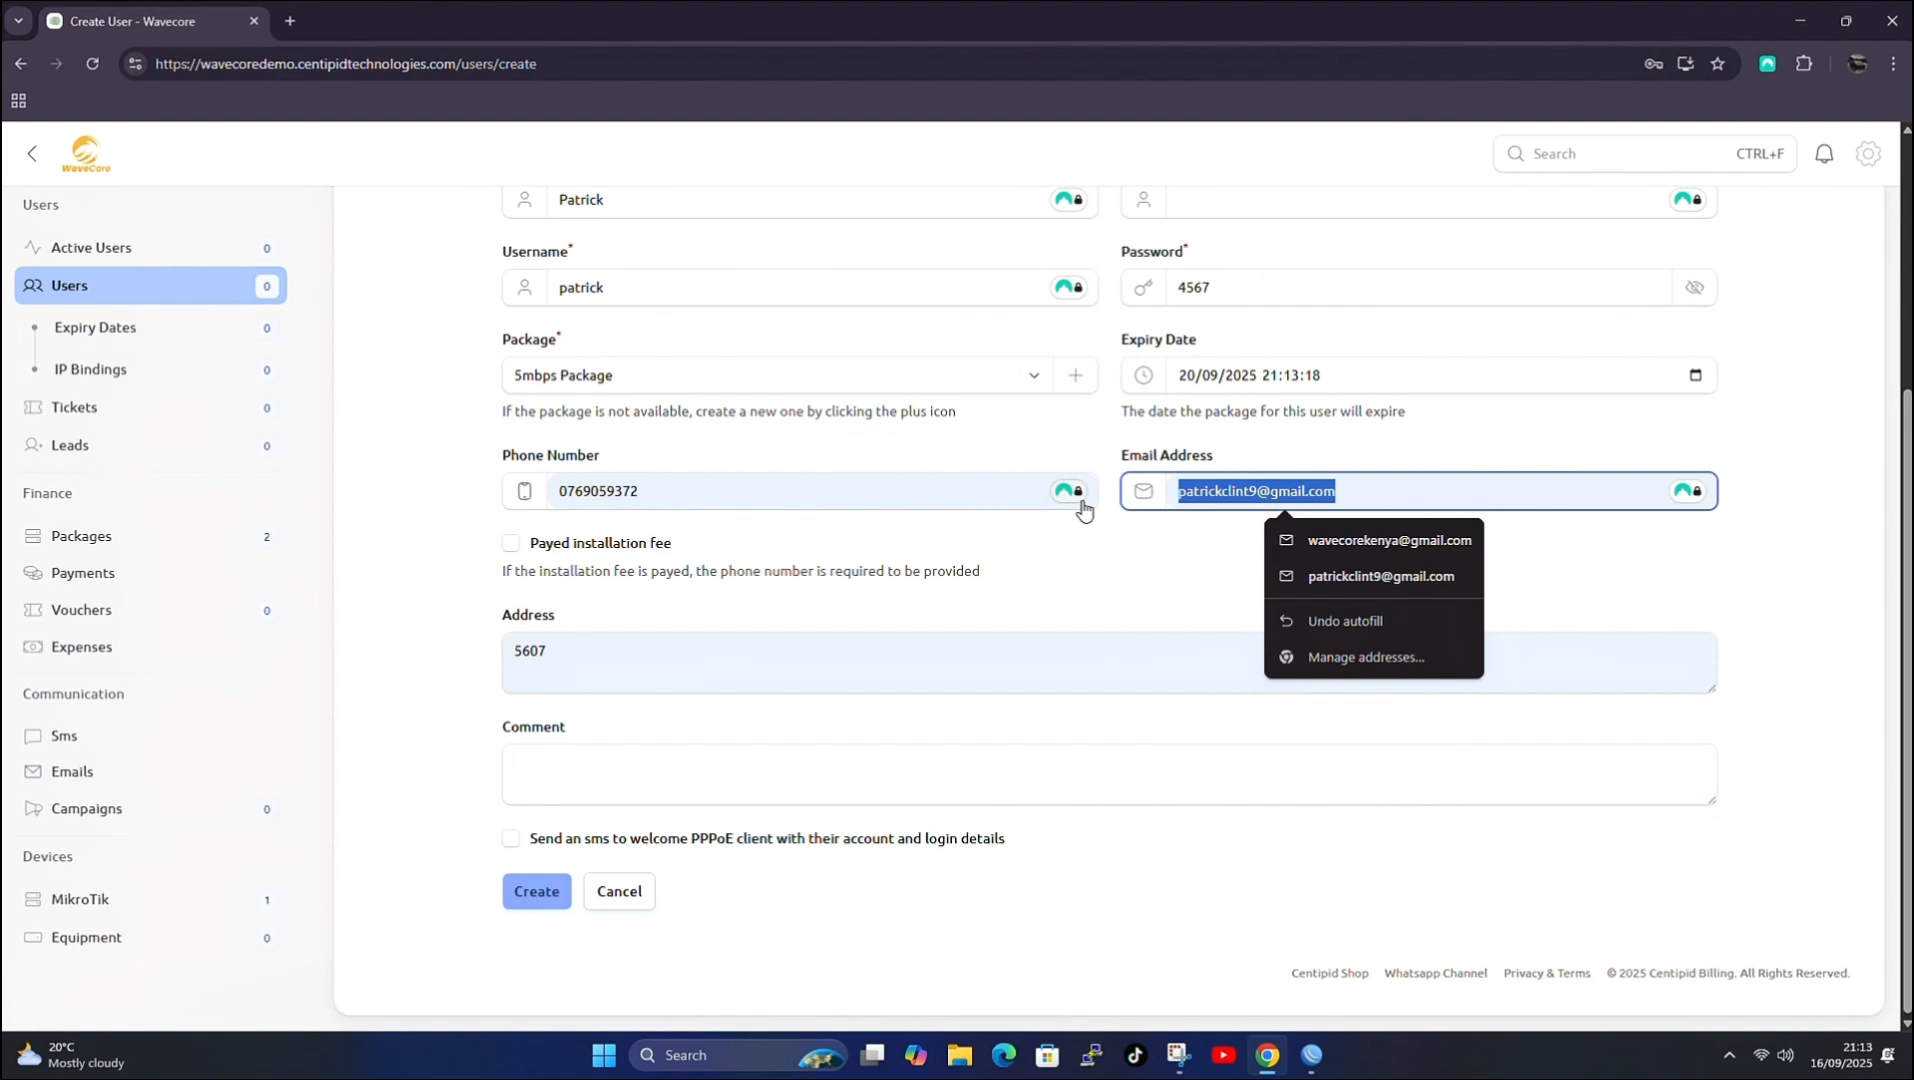 Create User - Wavecore
https://wavecoredemo.centipidtechnologies.com/users/create
WaveCore
Search CTRL+F
Users
Active Users 0
Users 0
Expiry Dates 0
IP Bindings 0
Tickets 0
Leads 0
Finance
Packages 2
Payments
Vouchers 0
Expenses
Communication
Sms
Emails
Campaigns 0
Devices
MikroTik 1
Equipment 0
Patrick
Username* Password*
patrick 4567
Package* Expiry Date
5mbps Package 20/09/2025 21:13:18
If the package is not available, create a new one by clicking the plus icon The date the package for this user will expire
Phone Number Email Address
0769059372 patrickclint9@gmail.com
wavecorekenya@gmail.com
patrickclint9@gmail.com
Undo autofill
Manage addresses...
Payed installation fee
If the installation fee is payed, the phone number is required to be provided
Address
5607
Comment
Send an sms to welcome PPPoE client with their account and login details
Create Cancel
Centipid Shop Whatsapp Channel Privacy & Terms © 2025 Centipid Billing. All Rights Reserved.
20°C
Mostly cloudy
Search
21:13
16/09/2025